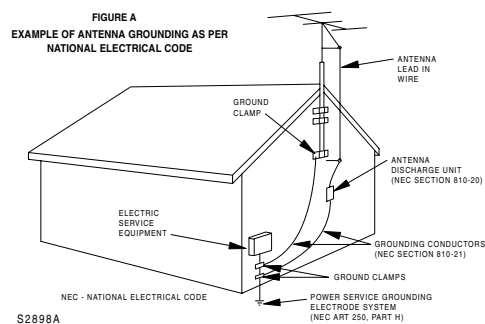 FIGURE A
EXAMPLE OF ANTENNA GROUNDING AS PER
NATIONAL ELECTRICAL CODE
ANTENNA
LEAD IN
WIRE
GROUND
CLAMP
ANTENNA
DISCHARGE UNIT
(NEC SECTION 810-20)
ELECTRIC
SERVICE
EQUIPMENT
GROUNDING CONDUCTORS
(NEC SECTION 810-21)
GROUND CLAMPS
NEC - NATIONAL ELECTRICAL CODE
POWER SERVICE GROUNDING
ELECTRODE SYSTEM
(NEC ART 250, PART H)
S2898A